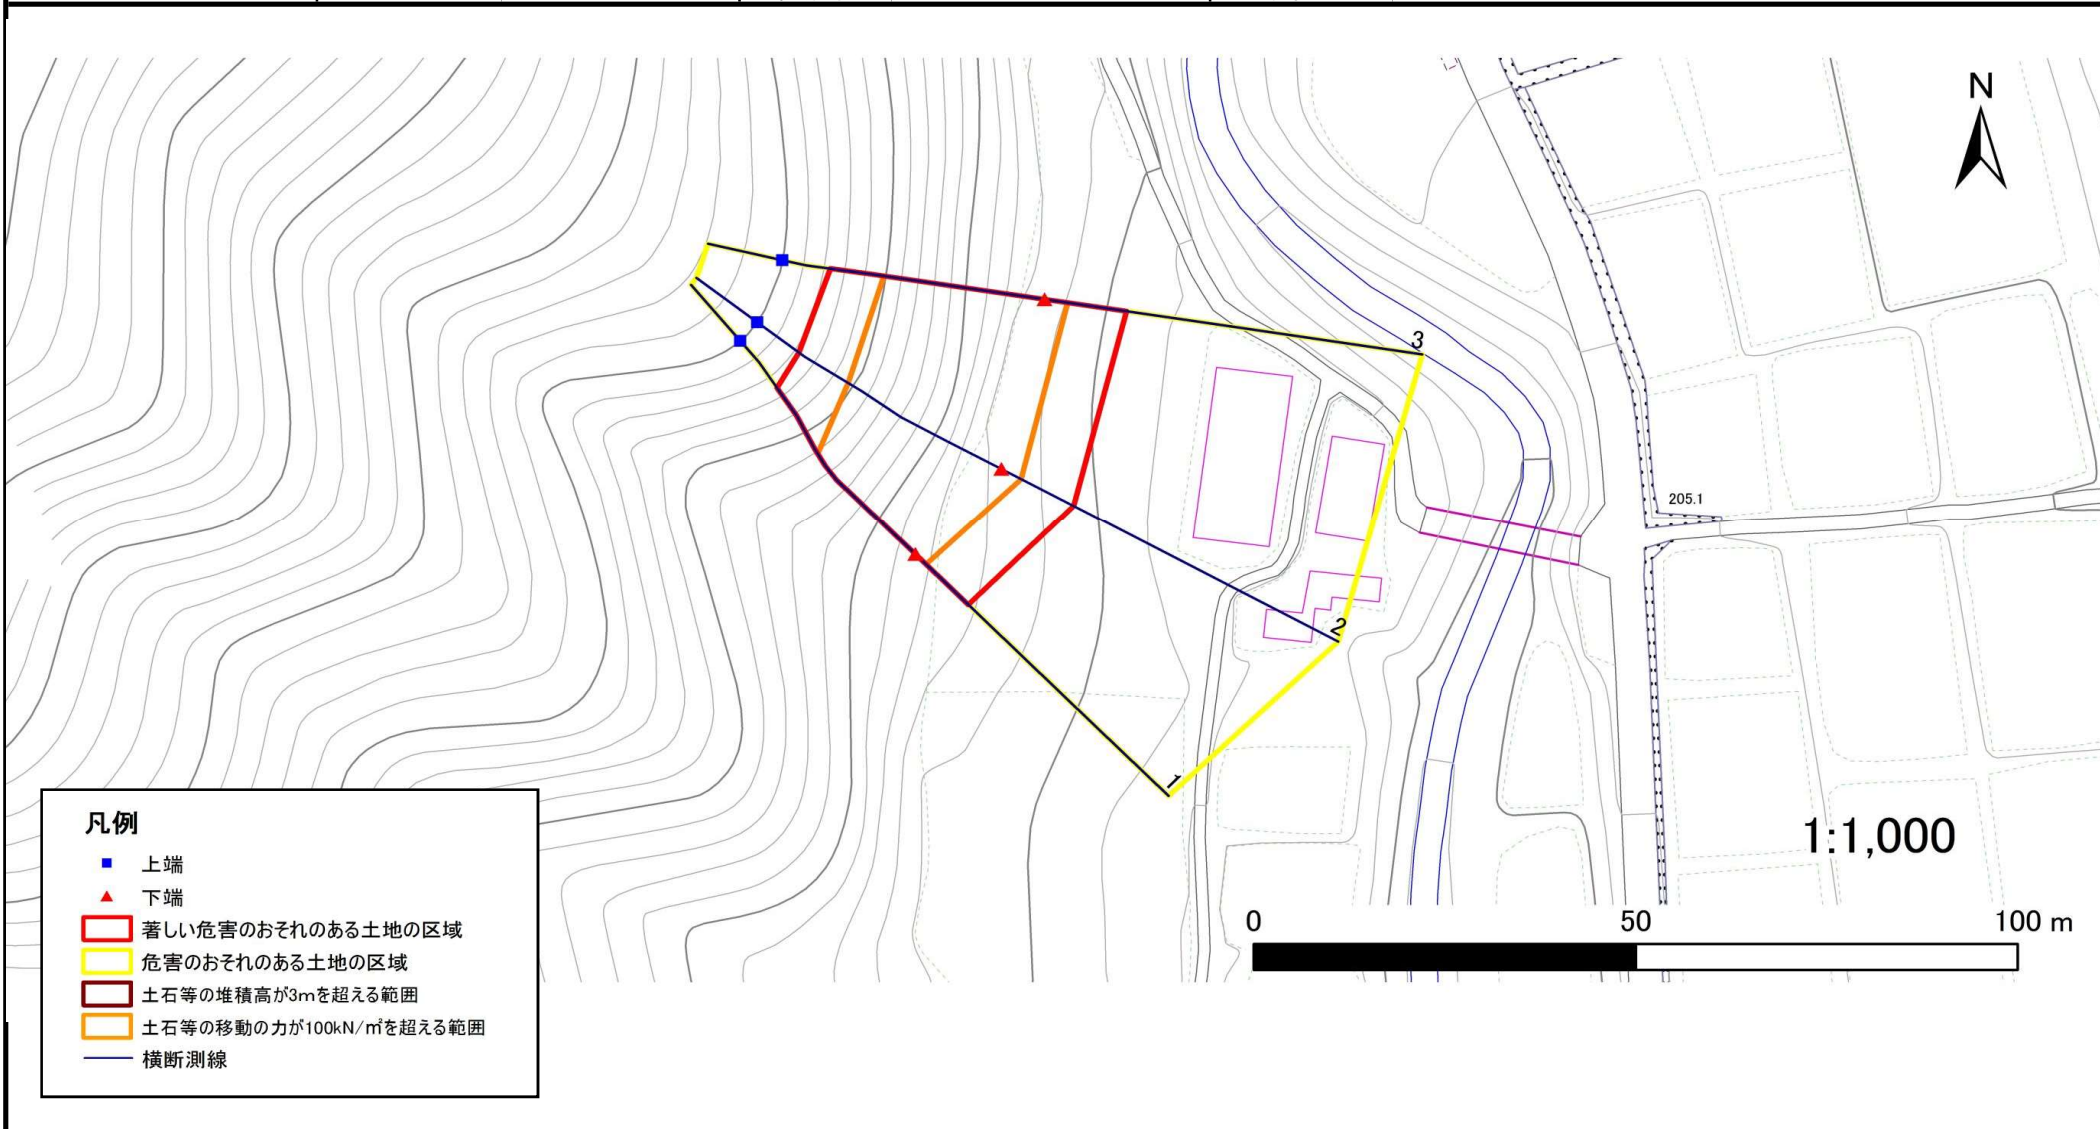 N
3
205.1
2
1
1:1,000
0 50 100 m
凡例
上端
下端
著しい危害のおそれのある土地の区域
危害のおそれのある土地の区域
土石等の堆積高が3mを超える範囲
土石等の移動の力が100kN/㎡を超える範囲
横断測線